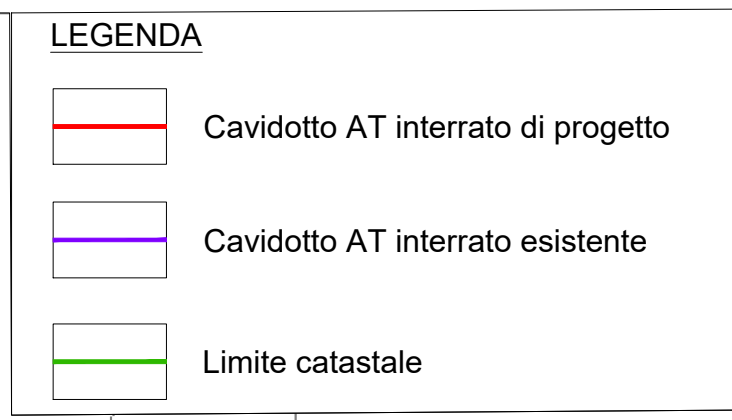 LEGENDA
Cavidotto AT interrato di progetto
Cavidotto AT interrato esistente
Limite catastale